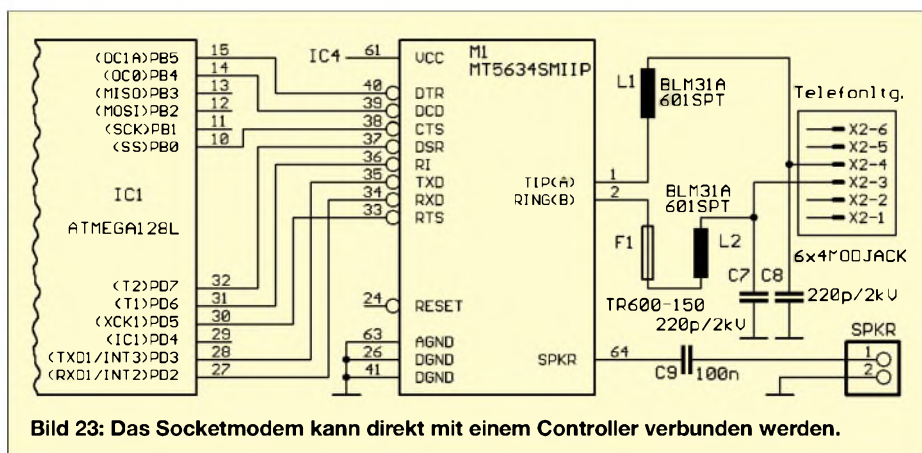 (OC1A)PB5 15
(OC0)PB4 14
(MISO)PB3 13
(MOSI)PB2 12
(SCK)PB1 11
(SS)PB0 10
IC1
ATMEGA128L
(T2)PD7 32
(T1)PD6 31
(XCK1)PD5 30
(IC1)PD4 29
(TXD1/INT3)PD3 28
(RXD1/INT2)PD2 27
IC4 61 VCC
M1
MT5634SMIIP
40 DTR
39 DCD
38 CTS
37 DSR
36 RI
35 TXD
34 RXD
33 RTS
24 RESET
63 AGND
26 DGND
41 DGND
TIP(A) 1
RING(B) 2
SPKR 64
L1 BLM31A
601SPT
BLM31A
601SPT
F1
L2
TR600-150
C7 C8
220p/2kV
220p/2kV
C9 100n
Telefonltg.
X2-6
X2-5
X2-4
X2-3
X2-2
X2-1
6x4MODJACK
SPKR
1
2
Bild 23: Das Socketmodem kann direkt mit einem Controller verbunden werden.